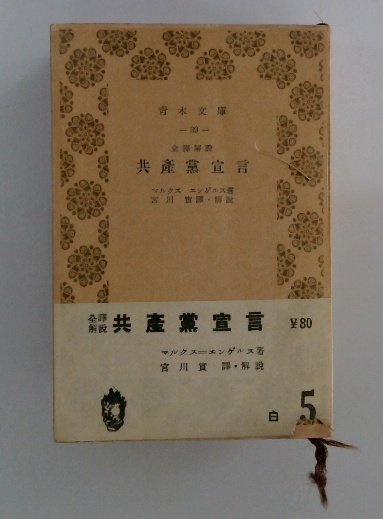 青木文庫
—39—
全譯解説
共產黨宣言
マルクス エンゲルス著
宮川實譯・解説
全譯解説 共產黨宣言 ¥80
マルクス＝エンゲルス著
宮川實 譯・解説
白 5